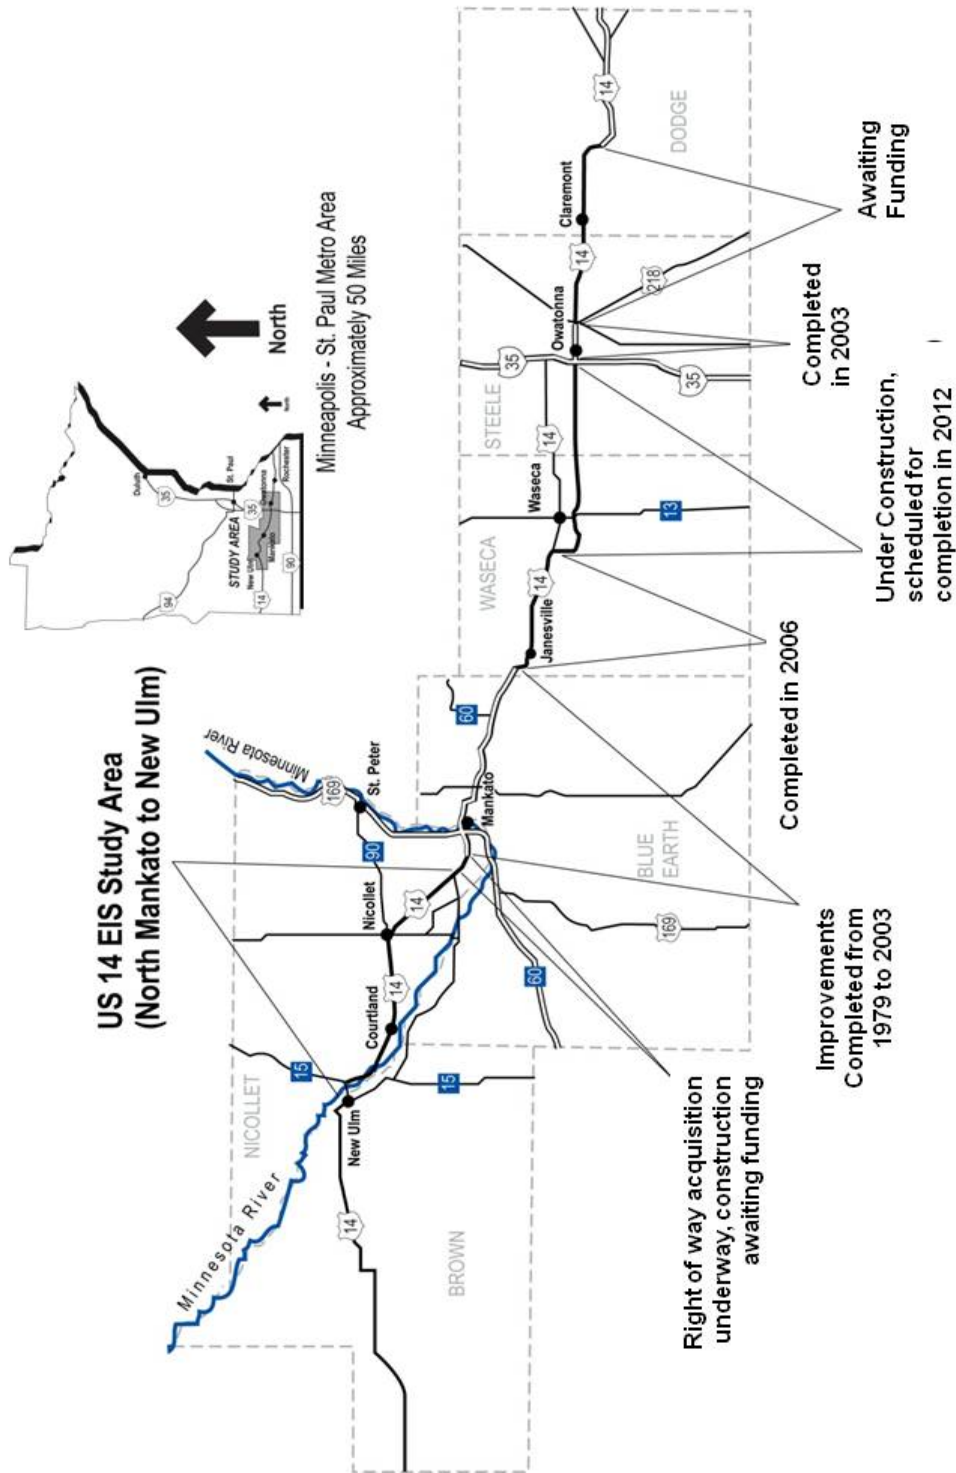 US 14 EIS Study Area
(North Mankato to New Ulm)
Duluth
35
94
St. Paul
STUDY AREA
35
New Ulm
Owatonna
Mankato
Rochester
14
90
North
North
Minneapolis - St. Paul Metro Area
Approximately 50 Miles
Minnesota River
NICOLLET
15
New Ulm
14
BROWN
15
Courtland
14
Nicollet
14
90
St. Peter
169
Minnesota River
Mankato
60
60
169
BLUE
EARTH
WASECA
Janesville
14
Waseca
13
STEELE
14
35
35
Owatonna
218
14
Claremont
14
DODGE
Right of way acquisition
underway, construction
awaiting funding
Improvements
Completed from
1979 to 2003
Completed in 2006
Under Construction,
scheduled for
completion in 2012
Completed
in 2003
Awaiting
Funding